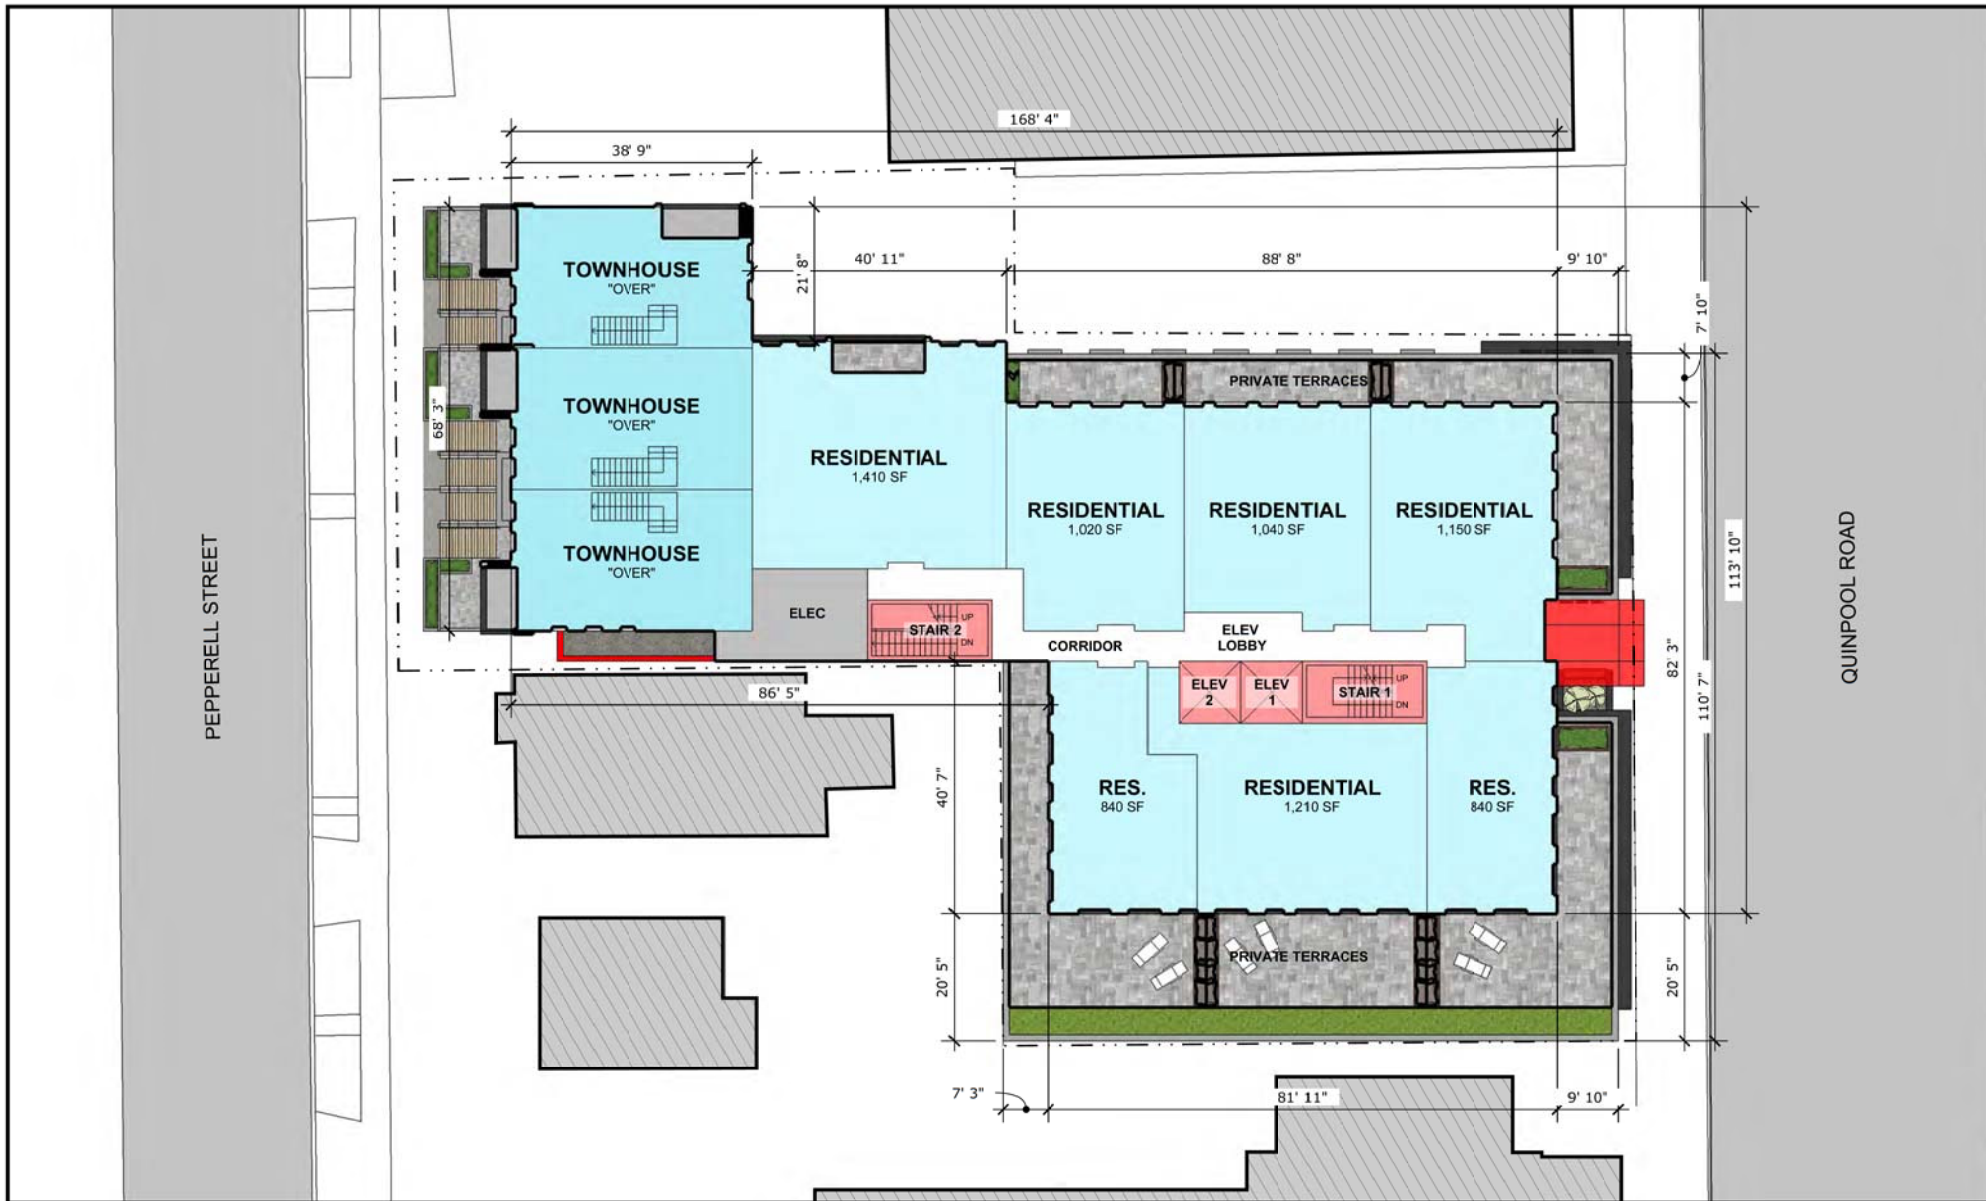 168' 4"
38' 9"
40' 11"
88' 8"
9' 10"
21' 8"
7' 10"
TOWNHOUSE
"OVER"
PRIVATE TERRACES
TOWNHOUSE
"OVER"
68' 3"
RESIDENTIAL
1,410 SF
RESIDENTIAL
1,020 SF
RESIDENTIAL
1,040 SF
RESIDENTIAL
1,150 SF
TOWNHOUSE
"OVER"
113' 10"
PEPPERELL STREET
QUINPOOL ROAD
ELEC
STAIR 2
UP
DN
CORRIDOR
ELEV
LOBBY
82' 3"
110' 7"
86' 5"
ELEV
2
ELEV
1
STAIR 1
UP
DN
40' 7"
RES.
840 SF
RESIDENTIAL
1,210 SF
RES.
840 SF
PRIVATE TERRACES
20' 5"
20' 5"
7' 3"
81' 11"
9' 10"